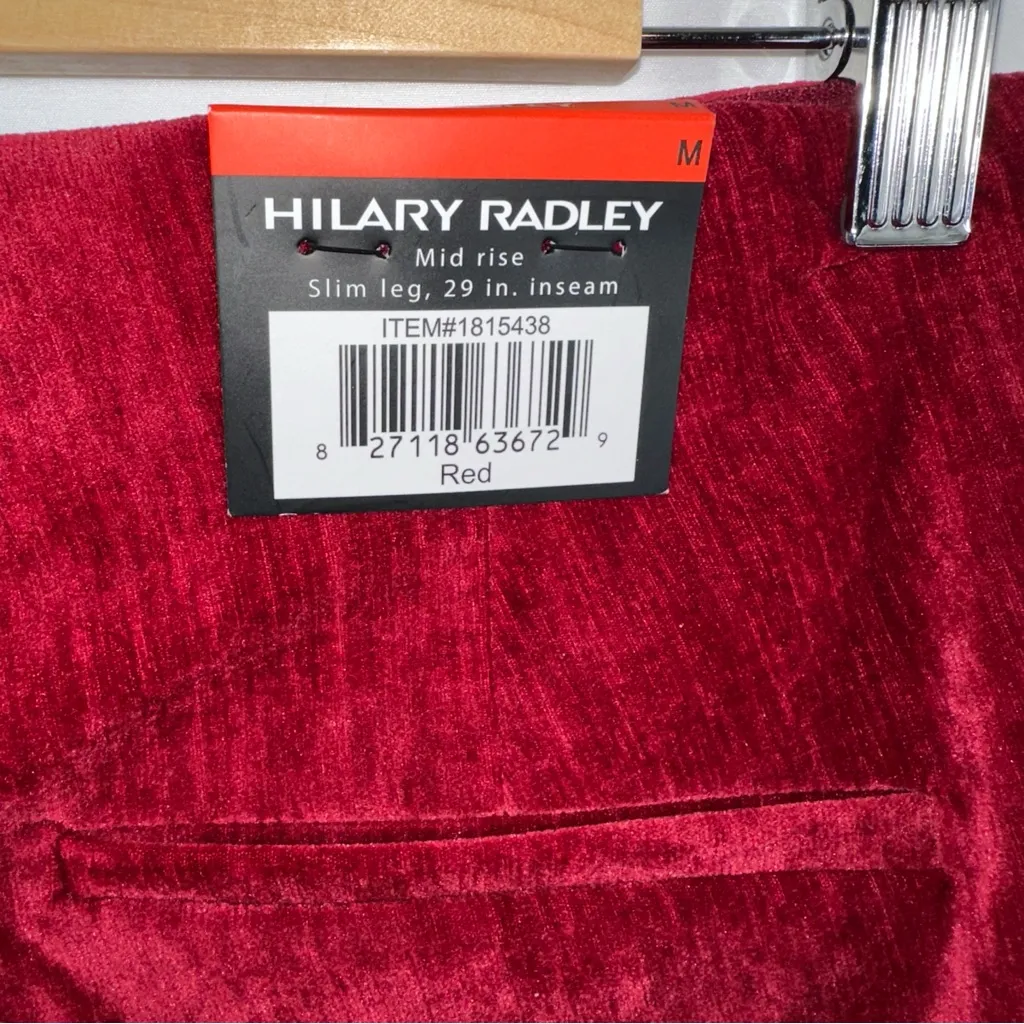 M
HILARY RADLEY
Mid rise
Slim leg, 29 in. inseam
ITEM#1815438
8 27118 63672 9
Red